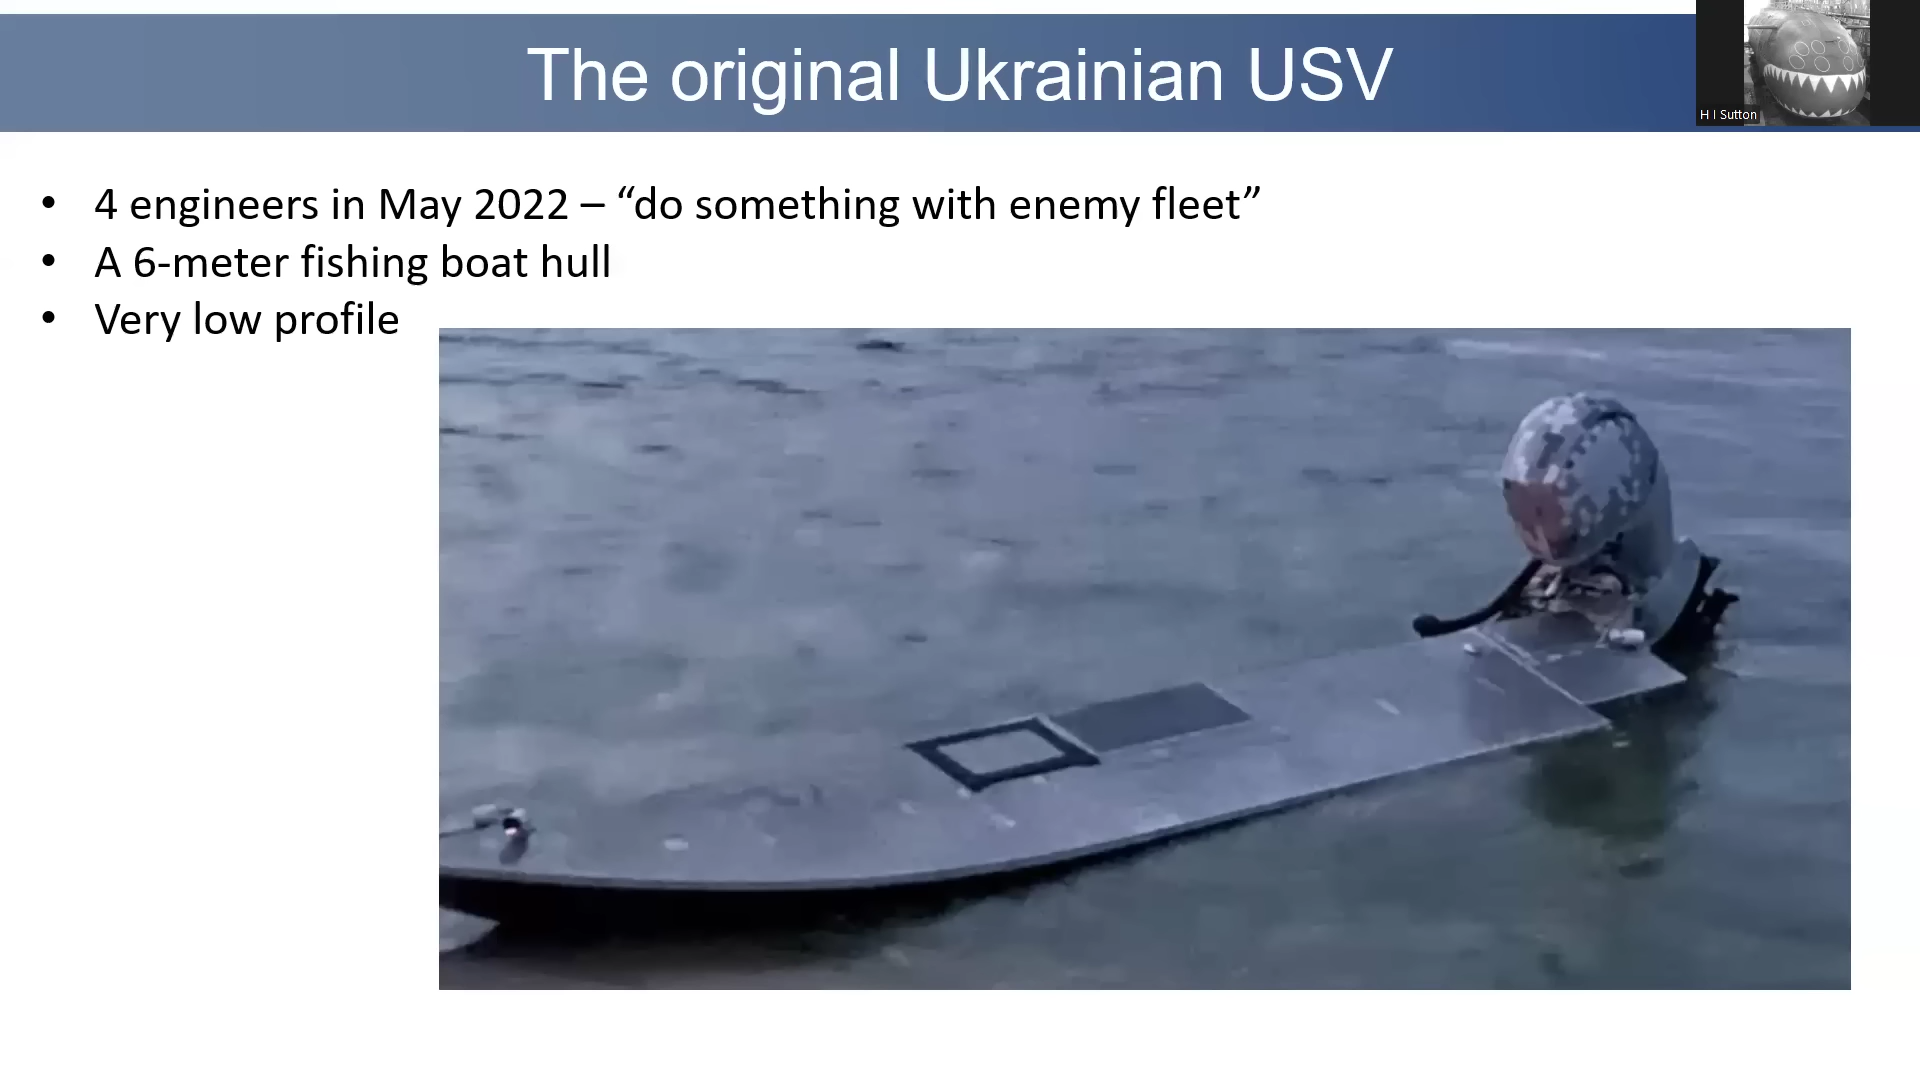 The original Ukrainian USV
H I Sutton
• 4 engineers in May 2022 – “do something with enemy fleet”
• A 6-meter fishing boat hull
• Very low profile